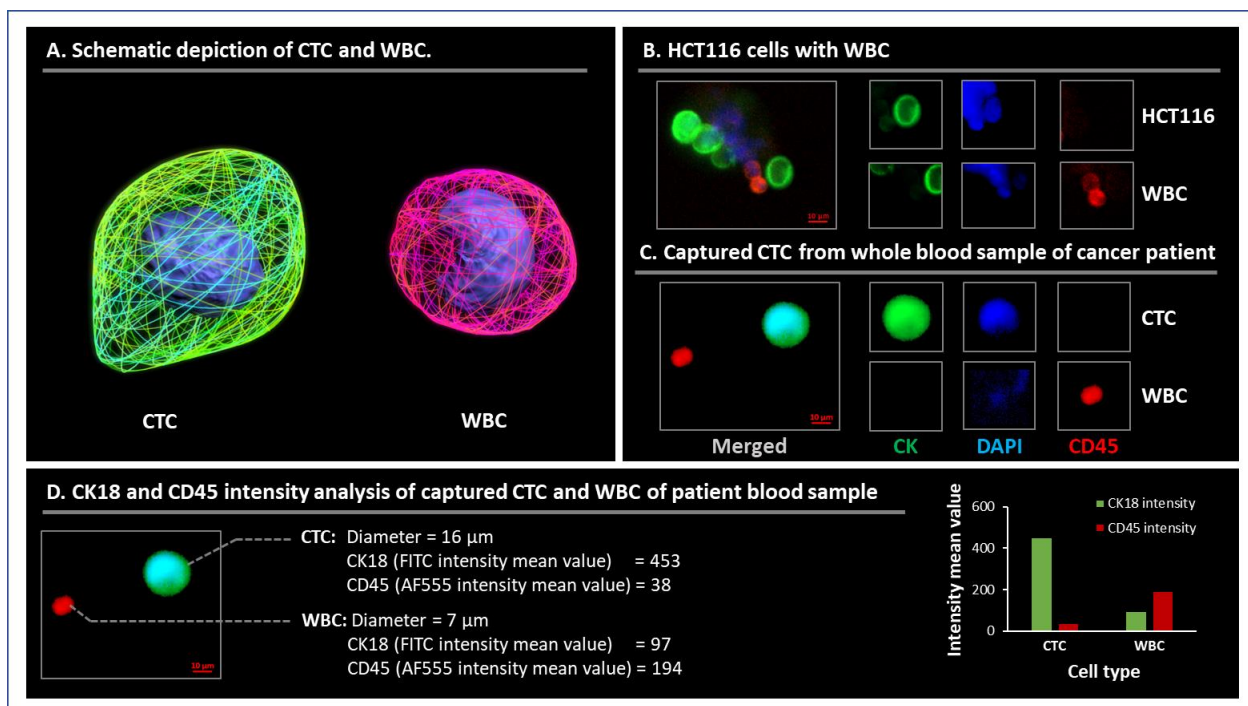 A. Schematic depiction of CTC and WBC.
CTC
WBC
B. HCT116 cells with WBC
10 μm
HCT116
WBC
C. Captured CTC from whole blood sample of cancer patient
10 μm
CTC
WBC
Merged
CK
DAPI
CD45
D. CK18 and CD45 intensity analysis of captured CTC and WBC of patient blood sample
10 μm
CTC: Diameter = 16 μm
CK18 (FITC intensity mean value) = 453
CD45 (AF555 intensity mean value) = 38
WBC: Diameter = 7 μm
CK18 (FITC intensity mean value) = 97
CD45 (AF555 intensity mean value) = 194
Intensity mean value
600
400
200
0
CK18 intensity
CD45 intensity
CTC
WBC
Cell type